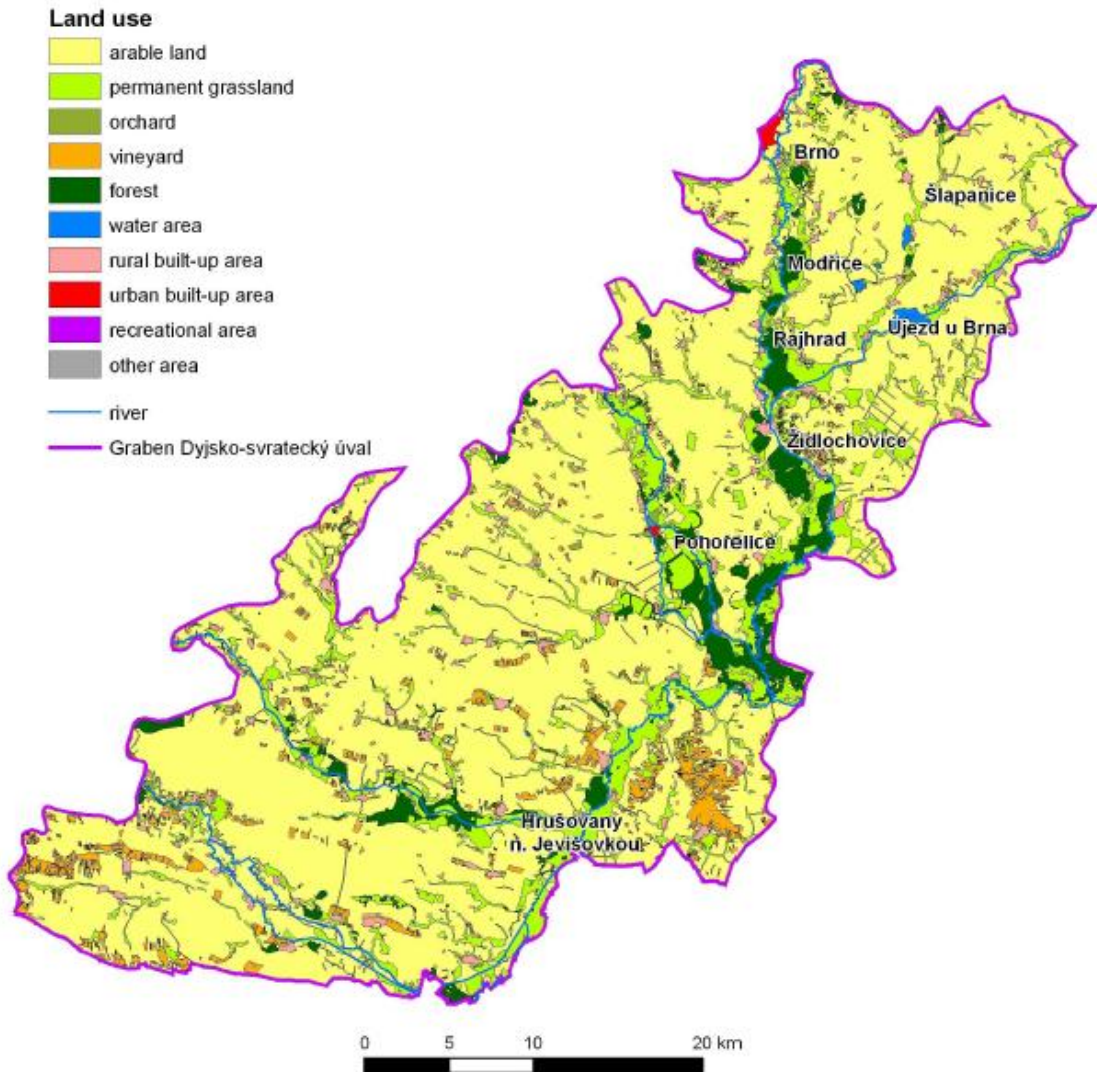 Land use
arable land
permanent grassland
orchard
vineyard
forest
water area
rural built-up area
urban built-up area
recreational area
other area
river
Graben Dyjsko-svratecký úval
Brno
Šlapanice
Modřice
Újezd u Brna
Rajhrad
Židlochovice
Pohořelice
Hrušovany
n. Jevišovkou
0 5 10 20 km